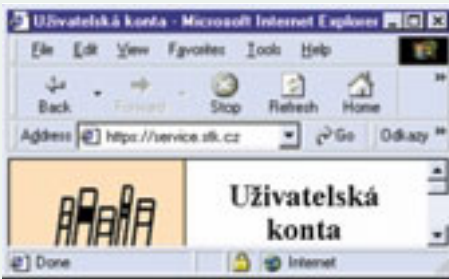 Uživatelská konta - Microsoft Internet Explorer
File Edit View Favorites Tools Help
Back Forward Stop Refresh Home
Address https://service.stk.cz Go Odkazy
Uživatelská
konta
Done Internet